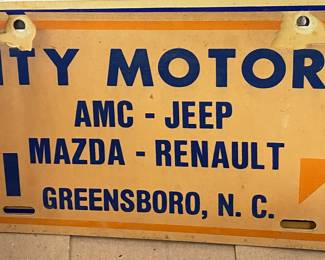 ITY MOTOR
AMC - JEEP
MAZDA - RENAULT
GREENSBORO, N. C.